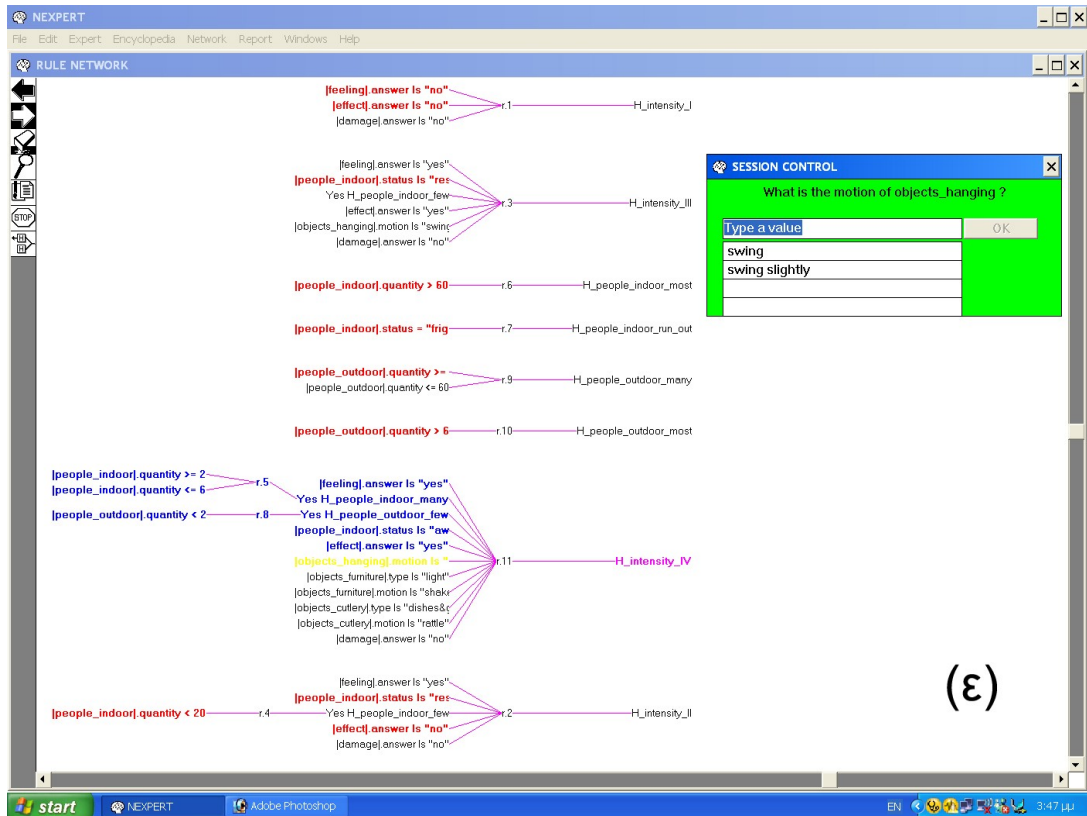 NEXPERT
File Edit Expert Encyclopedia Network Report Windows Help
RULE NETWORK
STOP
|feeling|.answer Is "no"
|effect|.answer Is "no"
|damage|.answer Is "no"
r.1
H_intensity_I
|feeling|.answer Is "yes"
|people_indoor|.status Is "res
Yes H_people_indoor_few
|effect|.answer Is "yes"
|objects_hanging|.motion Is "swing
|damage|.answer Is "no"
r.3
H_intensity_III
|people_indoor|.quantity > 60
r.6
H_people_indoor_most
|people_indoor|.status = "frig
r.7
H_people_indoor_run_out
|people_outdoor|.quantity >=
|people_outdoor|.quantity <= 60
r.9
H_people_outdoor_many
|people_outdoor|.quantity > 6
r.10
H_people_outdoor_most
|people_indoor|.quantity >= 2
|people_indoor|.quantity <= 6
r.5
|people_outdoor|.quantity < 2
r.8
|feeling|.answer Is "yes"
Yes H_people_indoor_many
Yes H_people_outdoor_few
|people_indoor|.status Is "aw
|effect|.answer Is "yes"
|objects_hanging|.motion Is "
|objects_furniture|.type Is "light"
|objects_furniture|.motion Is "shake
|objects_cutlery|.type Is "dishes&g
|objects_cutlery|.motion Is "rattle"
|damage|.answer Is "no"
r.11
H_intensity_IV
|people_indoor|.quantity < 20
r.4
|feeling|.answer Is "yes"
|people_indoor|.status Is "res
Yes H_people_indoor_few
|effect|.answer Is "no"
|damage|.answer Is "no"
r.2
H_intensity_II
SESSION CONTROL
What is the motion of objects_hanging ?
Type a value
OK
swing
swing slightly
(ε)
start
NEXPERT
Adobe Photoshop
EN
3:47 μμ